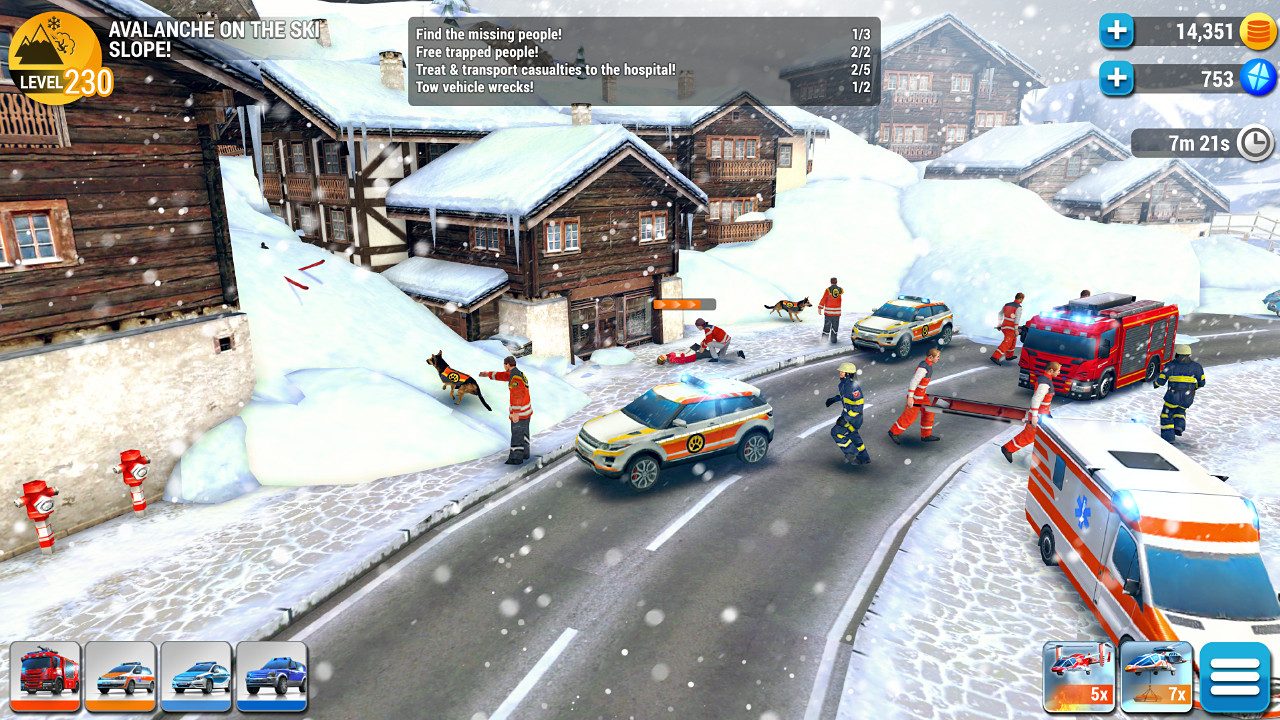 AVALANCHE ON THE SKI
SLOPE!
LEVEL 230
Find the missing people! 1/3
Free trapped people! 2/2
Treat & transport casualties to the hospital! 2/5
Tow vehicle wrecks! 1/2
14,351
753
7m 21s
5x
7x